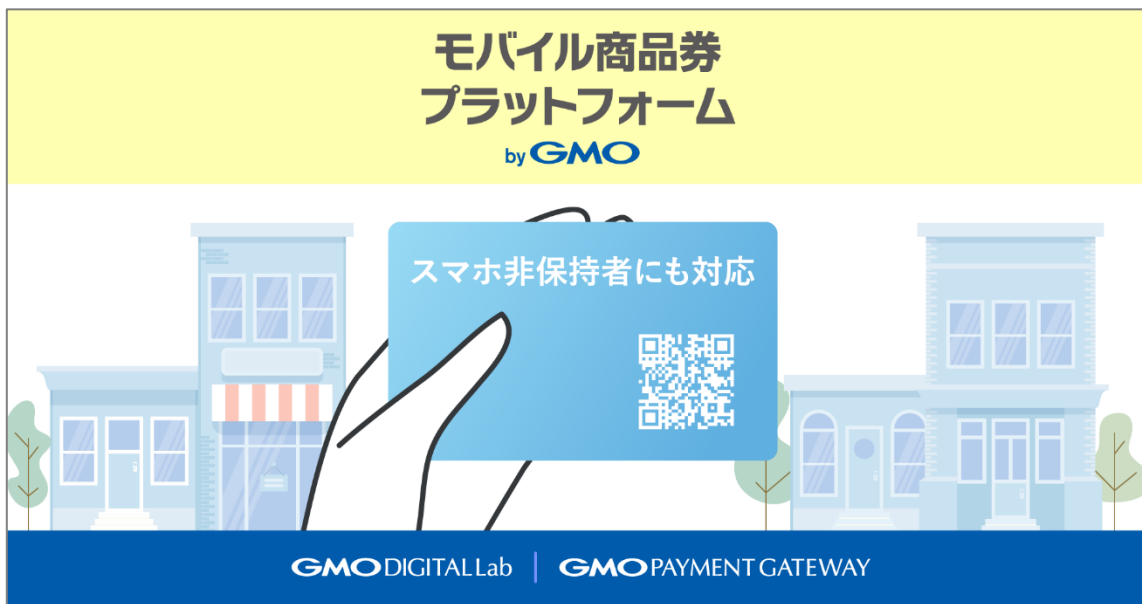 モバイル商品券
プラットフォーム
by GMO
スマホ非保持者にも対応
GMO DIGITAL Lab
GMO PAYMENT GATEWAY